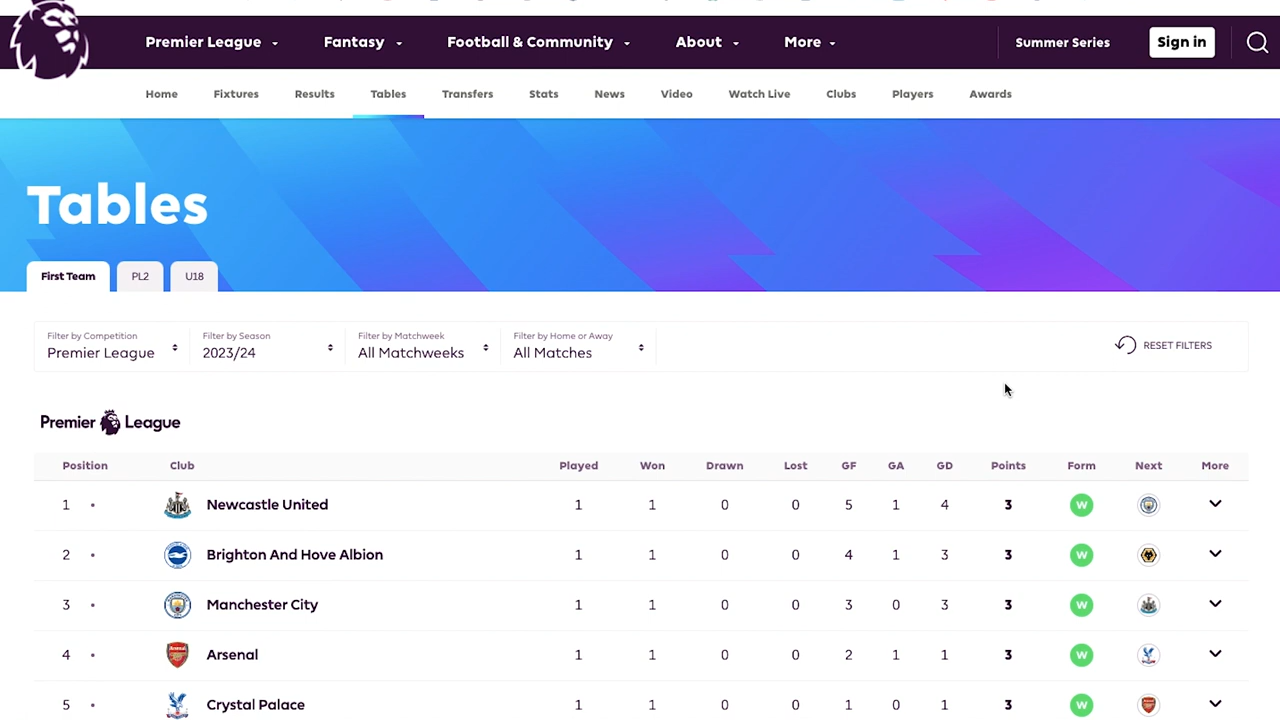 Premier League Fantasy Football & Community About More Summer Series Sign in
Home Fixtures Results Tables Transfers Stats News Video Watch Live Clubs Players Awards
Tables
First Team PL2 U18
Filter by Competition Filter by Season Filter by Matchweek Filter by Home or Away
Premier League 2023/24 All Matchweeks All Matches RESET FILTERS
Premier League
Position Club Played Won Drawn Lost GF GA GD Points Form Next More
1 Newcastle United 1 1 0 0 5 1 4 3 W
2 Brighton And Hove Albion 1 1 0 0 4 1 3 3 W
3 Manchester City 1 1 0 0 3 0 3 3 W
4 Arsenal 1 1 0 0 2 1 1 3 W
5 Crystal Palace 1 1 0 0 1 0 1 3 W